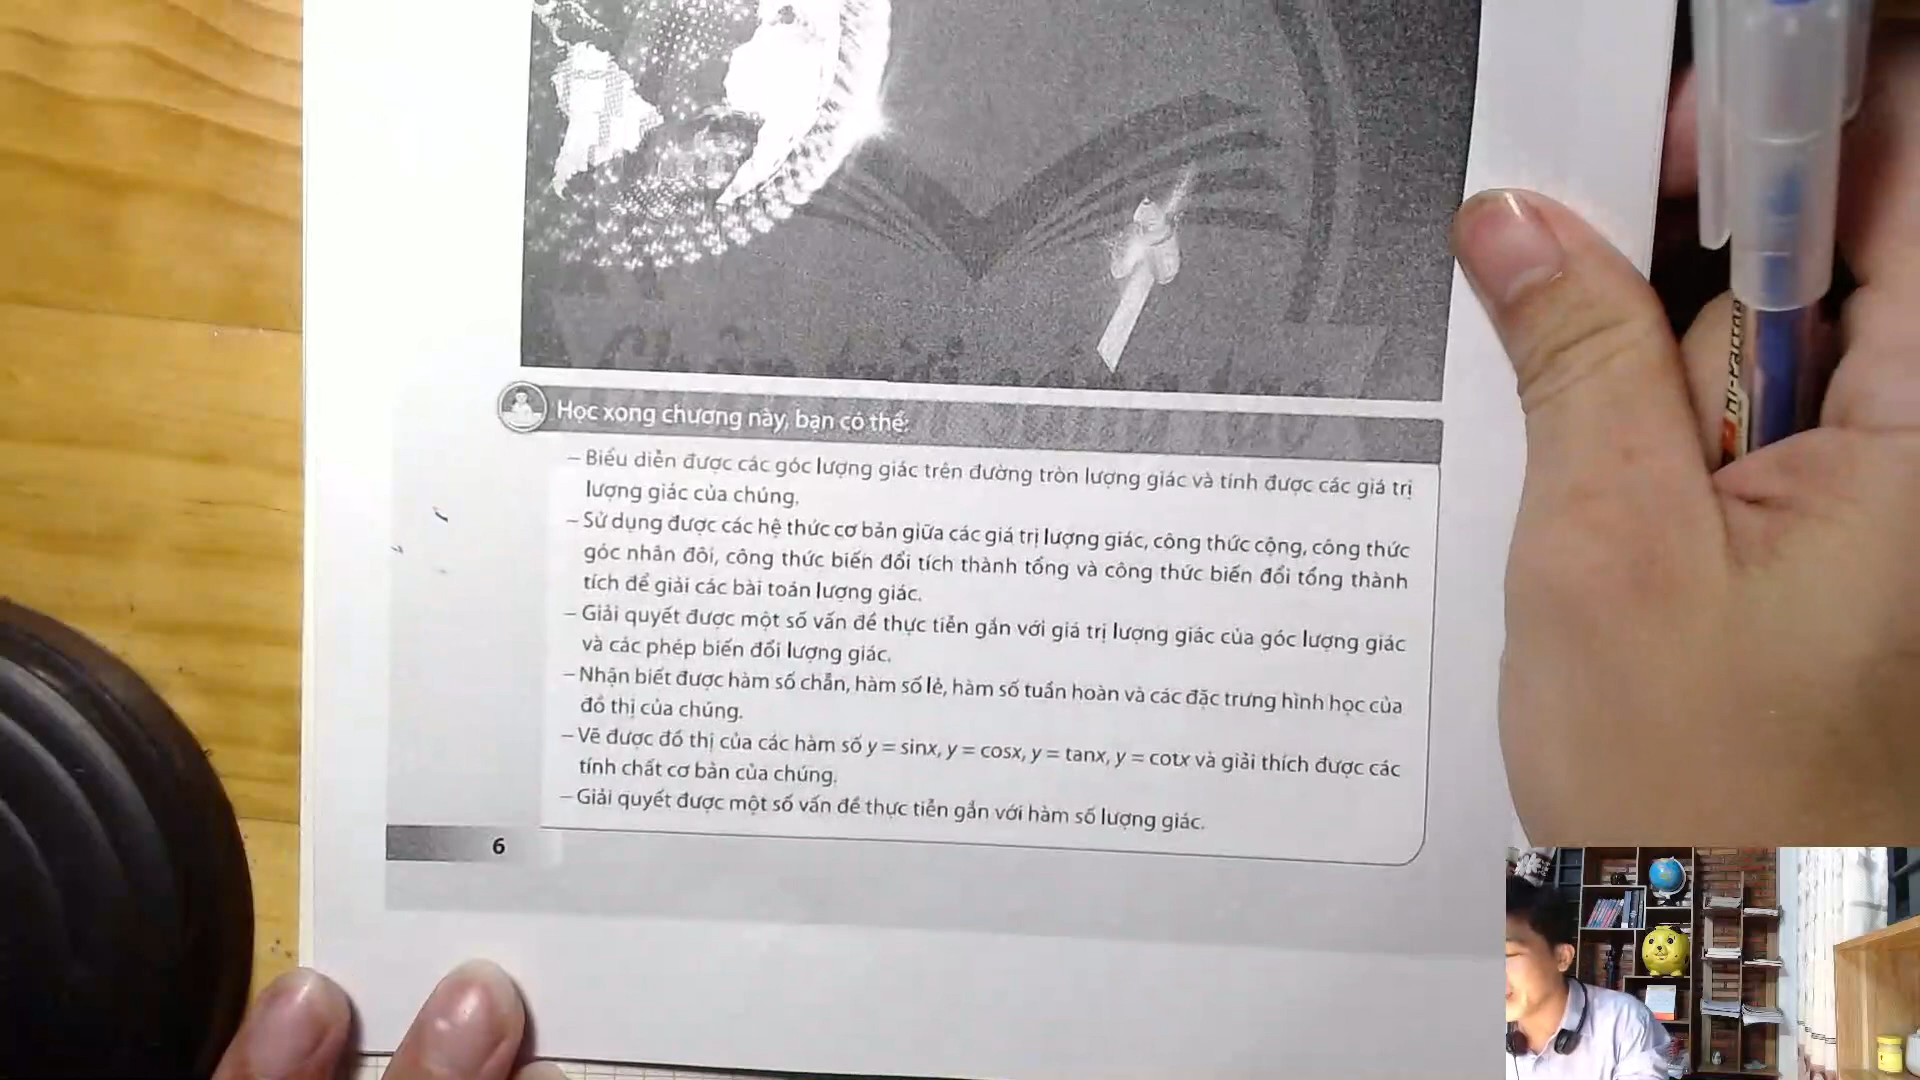 Học xong chương này, bạn có thể:
– Biểu diễn được các góc lượng giác trên đường tròn lượng giác và tính được các giá trị
lượng giác của chúng.
– Sử dụng được các hệ thức cơ bản giữa các giá trị lượng giác, công thức cộng, công thức
góc nhân đôi, công thức biến đổi tích thành tổng và công thức biến đổi tổng thành
tích để giải các bài toán lượng giác.
– Giải quyết được một số vấn đề thực tiễn gắn với giá trị lượng giác của góc lượng giác
và các phép biến đổi lượng giác.
– Nhận biết được hàm số chẵn, hàm số lẻ, hàm số tuần hoàn và các đặc trưng hình học của
đồ thị của chúng.
– Vẽ được đồ thị của các hàm số y = sinx, y = cosx, y = tanx, y = cotx và giải thích được các
tính chất cơ bản của chúng.
– Giải quyết được một số vấn đề thực tiễn gắn với hàm số lượng giác.
6